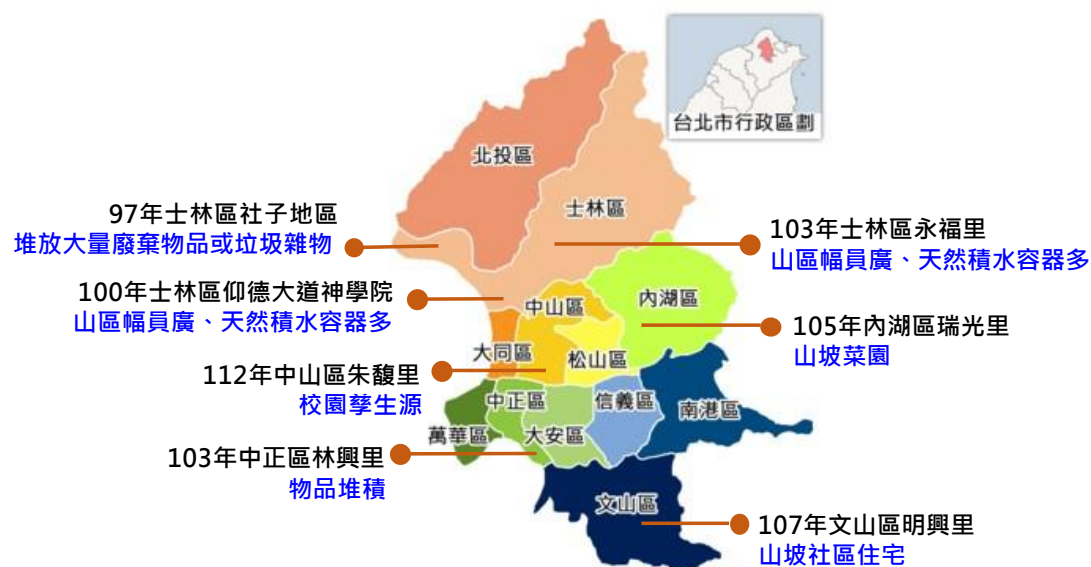 台北市行政區劃
北投區
士林區
97年士林區社子地區
堆放大量廢棄物品或垃圾雜物
103年士林區永福里
山區幅員廣、天然積水容器多
100年士林區仰德大道神學院
山區幅員廣、天然積水容器多
中山區
內湖區
105年內湖區瑞光里
山坡菜園
大同區
松山區
112年中山區朱馥里
校園孳生源
中正區
信義區
南港區
萬華區
大安區
103年中正區林興里
物品堆積
文山區
107年文山區明興里
山坡社區住宅